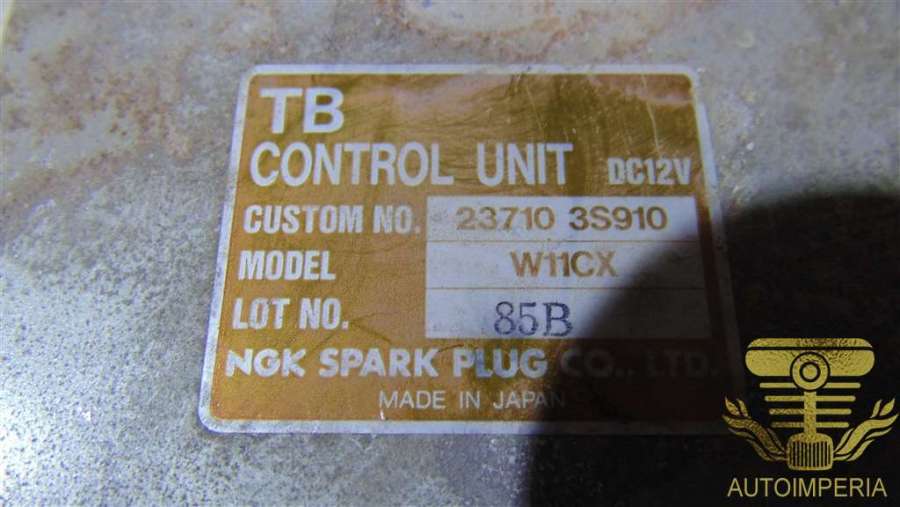 TB
CONTROL UNIT DC12V
CUSTOM NO. 23710 3S910
MODEL W11CX
LOT NO. 85B
NGK SPARK PLUG CO., LTD.
MADE IN JAPAN
AUTOIMPERIA